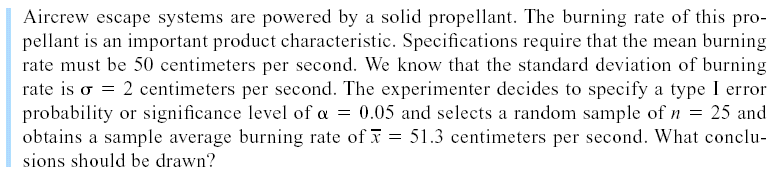 Aircrew escape systems are powered by a solid propellant. The burning rate of this pro-
pellant is an important product characteristic. Specifications require that the mean burning
rate must be 50 centimeters per second. We know that the standard deviation of burning
rate is σ = 2 centimeters per second. The experimenter decides to specify a type I error
probability or significance level of α = 0.05 and selects a random sample of n = 25 and
obtains a sample average burning rate of x̅ = 51.3 centimeters per second. What conclu-
sions should be drawn?